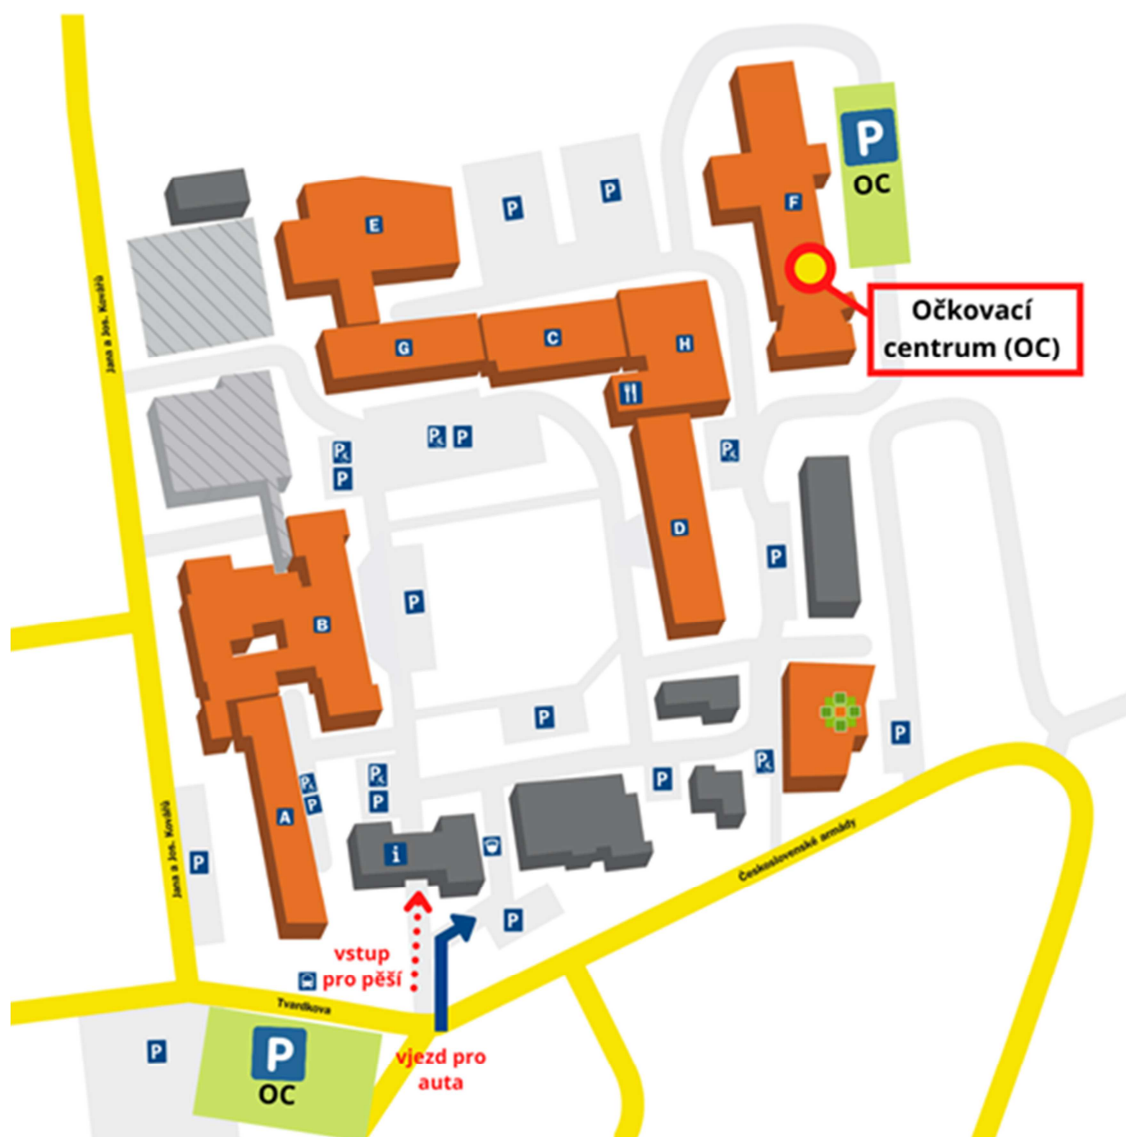 P
OC
P
P
E
F
Očkovací
centrum (OC)
Jana a Jos. Kovářů
G
C
H
P
P
P
P
P
D
P
P
B
P
P
P
P
P
P
A
P
P
i
Československé armády
Jana a Jos. Kovářů
P
P
vstup
pro pěší
Tvardkova
P
P
OC
vjezd pro
auta